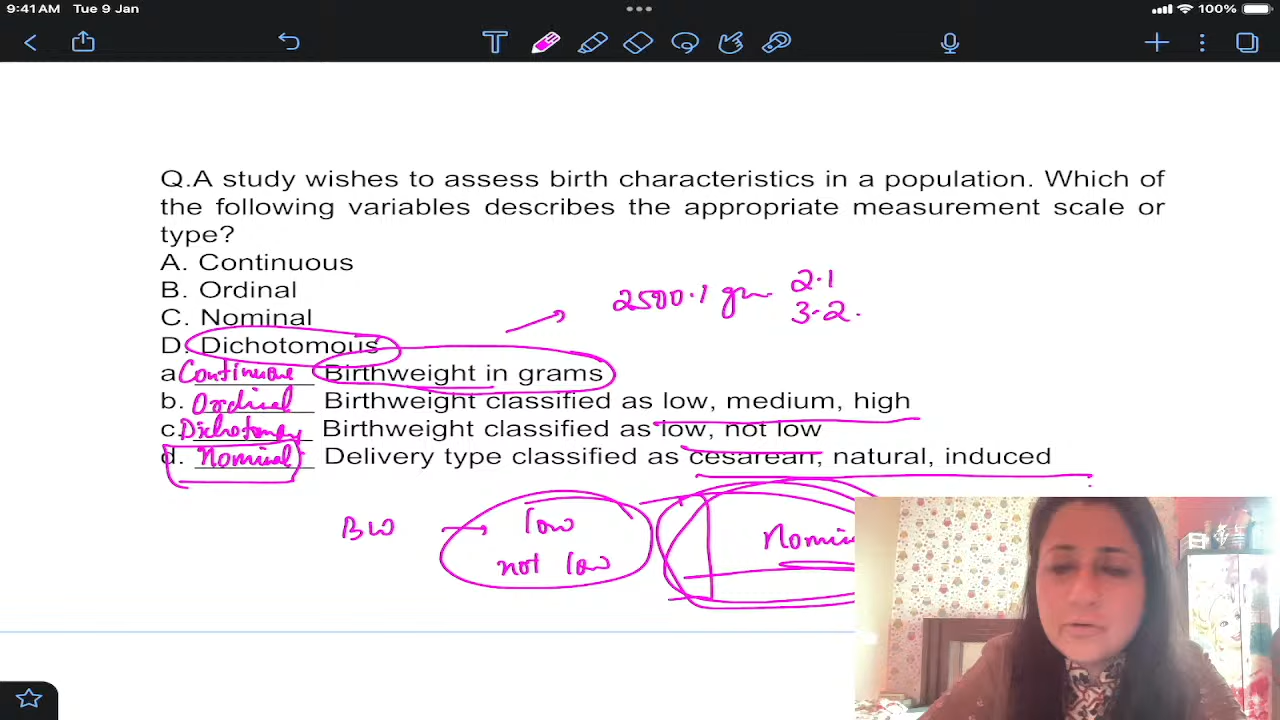 9:41 AM Tue 9 Jan
100%
Q.A study wishes to assess birth characteristics in a population. Which of
the following variables describes the appropriate measurement scale or
type?
A. Continuous
B. Ordinal
C. Nominal
D. Dichotomous
2500.1 gm 2.1
3.2.
a Continuous Birthweight in grams
b. Ordinal Birthweight classified as low, medium, high
c. Dichotomy Birthweight classified as low, not low
d. Nominal Delivery type classified as cesarean, natural, induced
BW low
not low